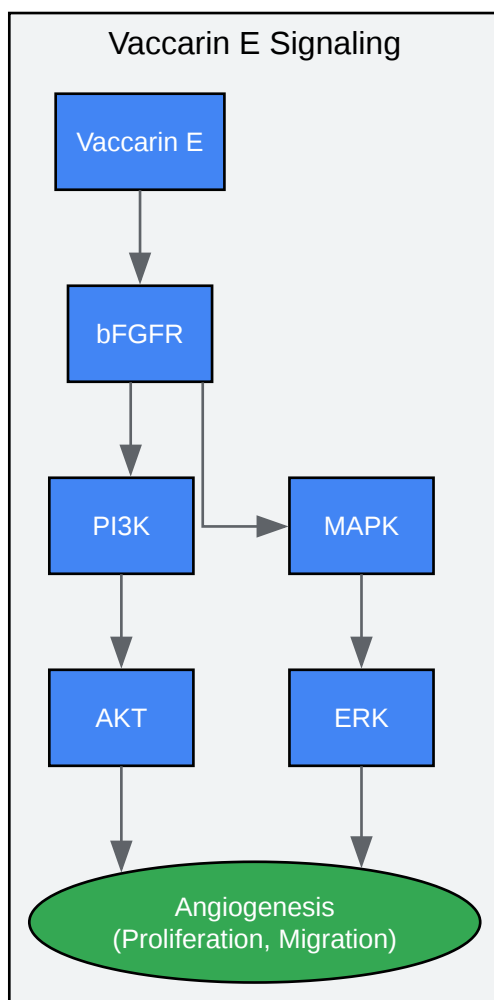 Vaccarin E Signaling
Vaccarin E
bFGFR
PI3K
MAPK
AKT
ERK
Angiogenesis
(Proliferation, Migration)